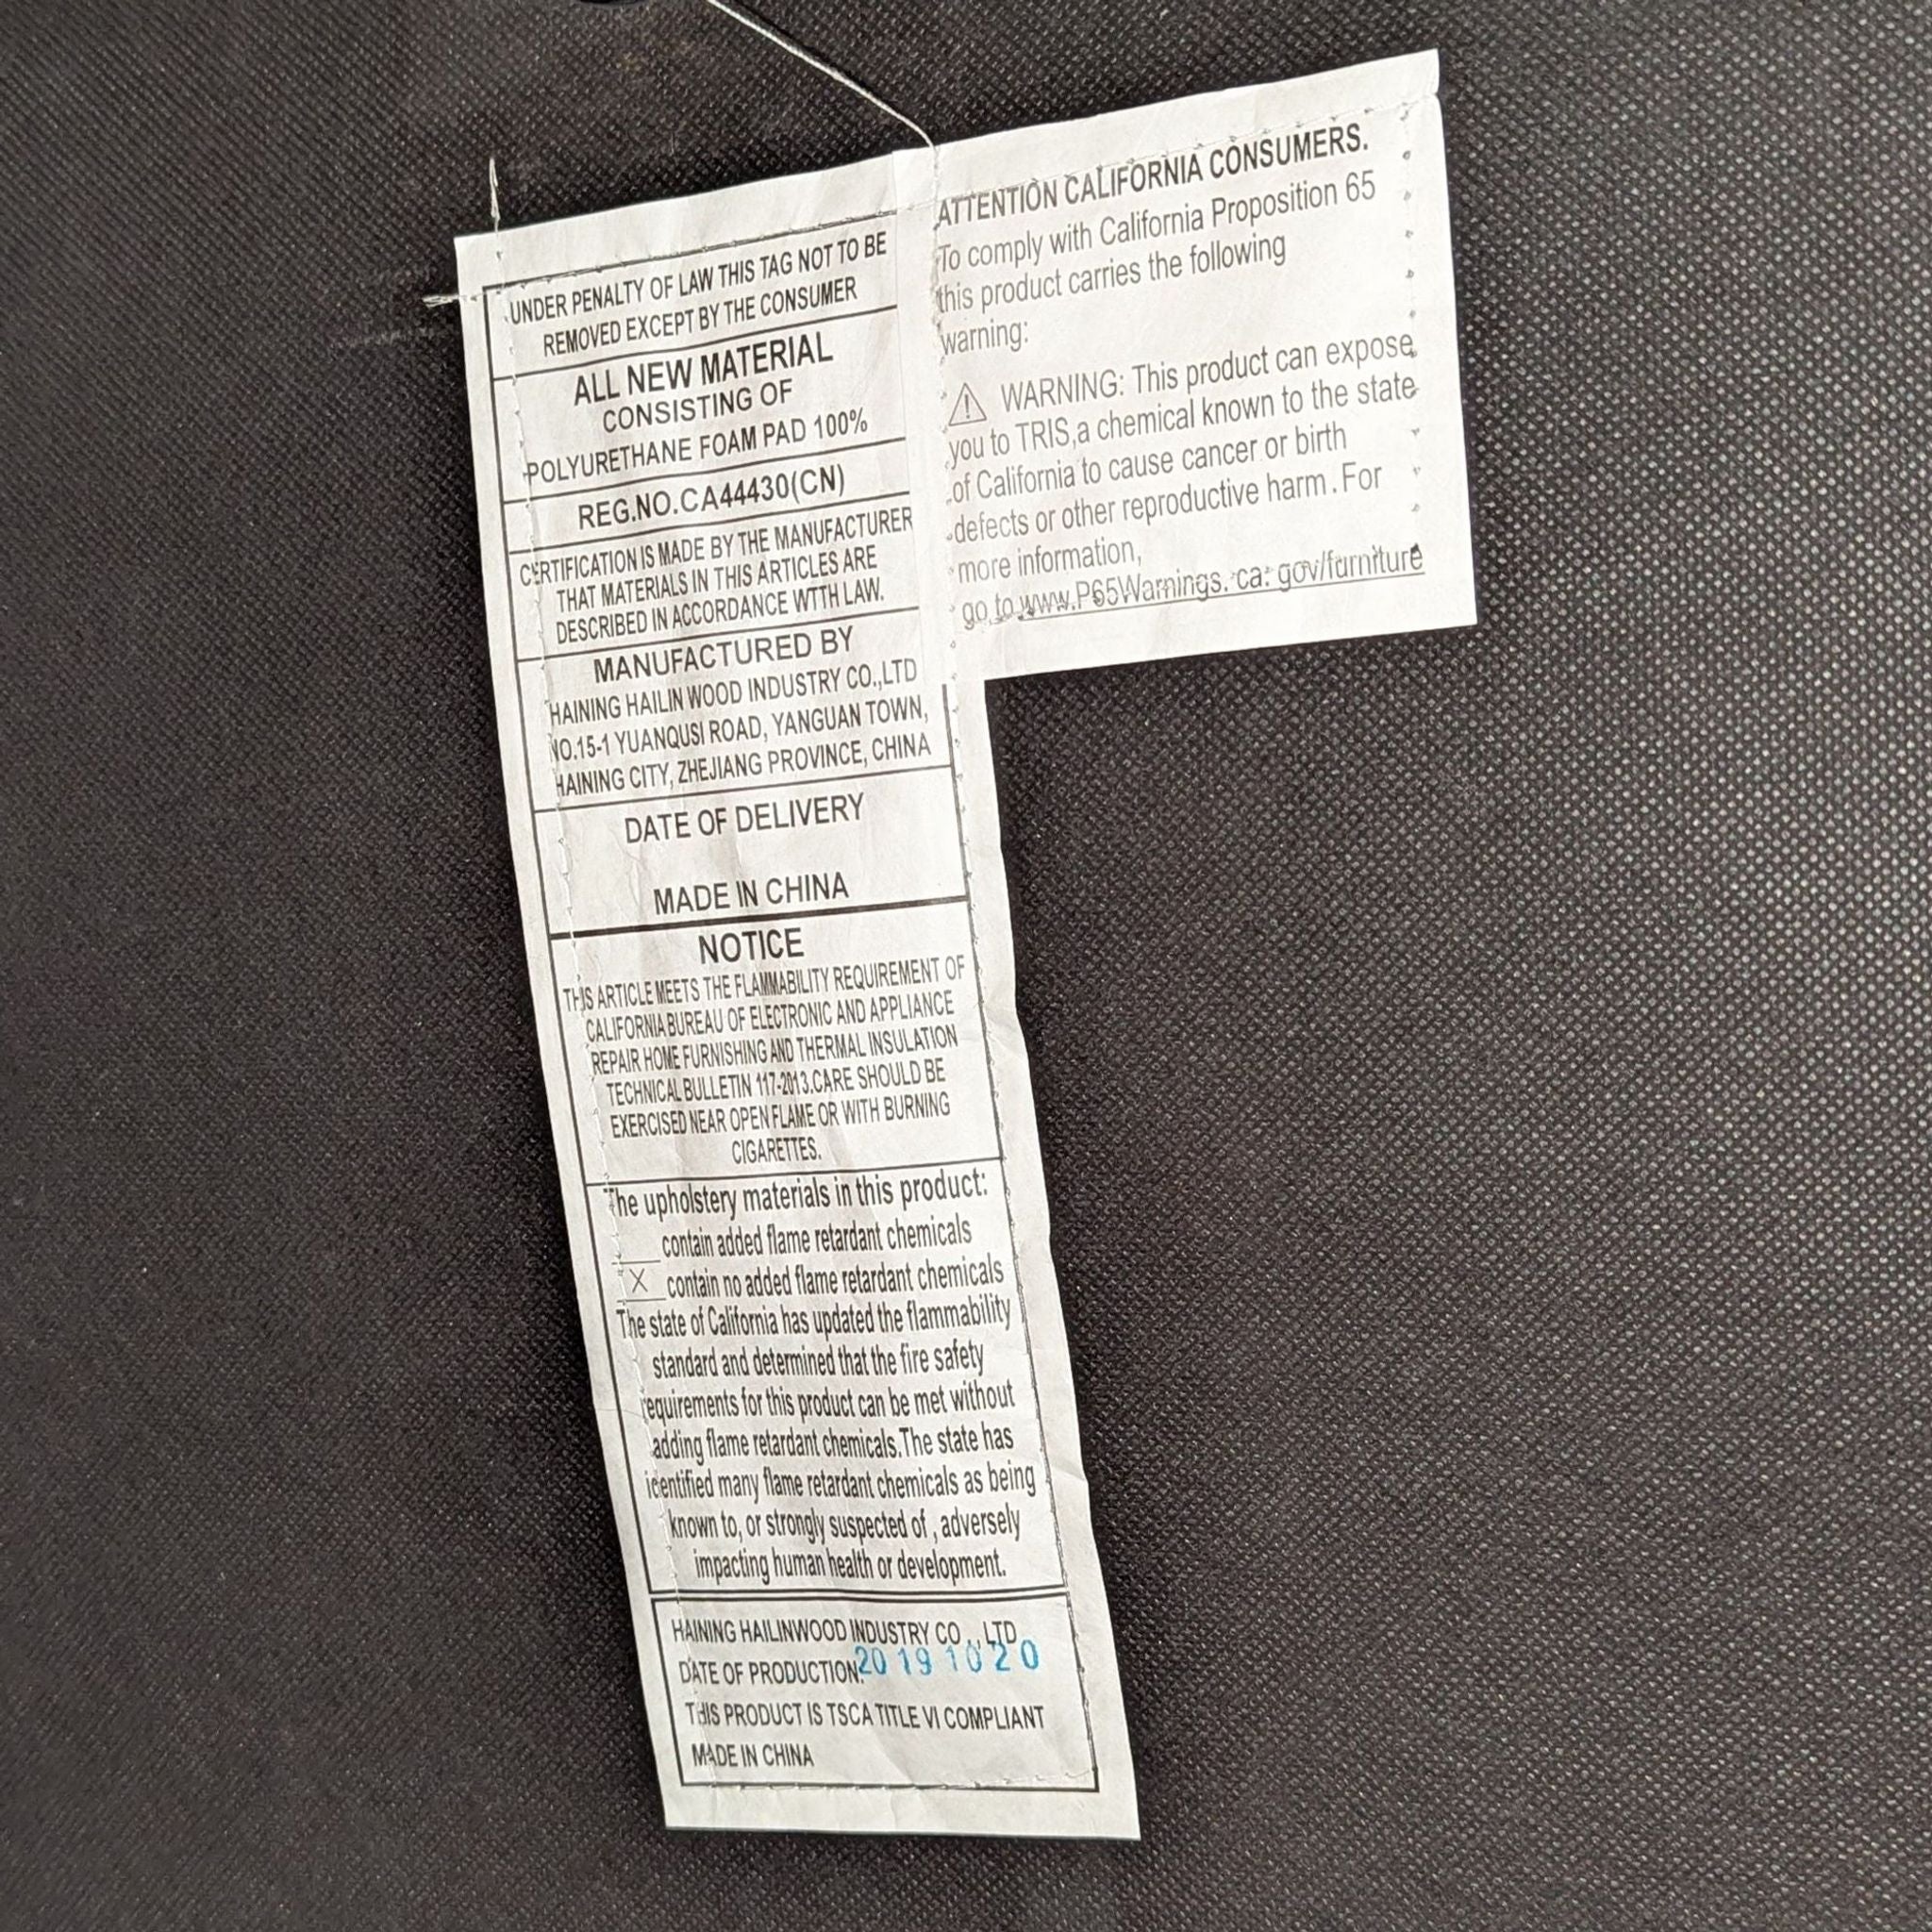 UNDER PENALTY OF LAW THIS TAG NOT TO BE
REMOVED EXCEPT BY THE CONSUMER
ALL NEW MATERIAL
CONSISTING OF
POLYURETHANE FOAM PAD 100%
REG.NO.CA44430(CN)
CERTIFICATION IS MADE BY THE MANUFACTURER
THAT MATERIALS IN THIS ARTICLES ARE
DESCRIBED IN ACCORDANCE WTTH LAW.
MANUFACTURED BY
HAINING HAILIN WOOD INDUSTRY CO.,LTD
NO.15-1 YUANQUSI ROAD, YANGUAN TOWN,
HAINING CITY, ZHEJIANG PROVINCE, CHINA
DATE OF DELIVERY
MADE IN CHINA
NOTICE
THIS ARTICLE MEETS THE FLAMMABILITY REQUIREMENT OF
CALIFORNIA BUREAU OF ELECTRONIC AND APPLIANCE
REPAIR HOME FURNISHING AND THERMAL INSULATION
TECHNICAL BULLETIN 117-2013.CARE SHOULD BE
EXERCISED NEAR OPEN FLAME OR WITH BURNING
CIGARETTES.
The upholstery materials in this product:
___ contain added flame retardant chemicals
X contain no added flame retardant chemicals
The state of California has updated the flammability
standard and determined that the fire safety
requirements for this product can be met without
adding flame retardant chemicals.The state has
identified many flame retardant chemicals as being
known to, or strongly suspected of , adversely
impacting human health or development.
HAINING HAILINWOOD INDUSTRY CO .,LTD
DATE OF PRODUCTION: 2019 10 20
THIS PRODUCT IS TSCA TITLE VI COMPLIANT
MADE IN CHINA
ATTENTION CALIFORNIA CONSUMERS.
To comply with California Proposition 65
this product carries the following
warning:
⚠ WARNING: This product can expose
you to TRIS,a chemical known to the state
of California to cause cancer or birth
defects or other reproductive harm.For
more information,
go to www.P65Warnings.ca.gov/furniture